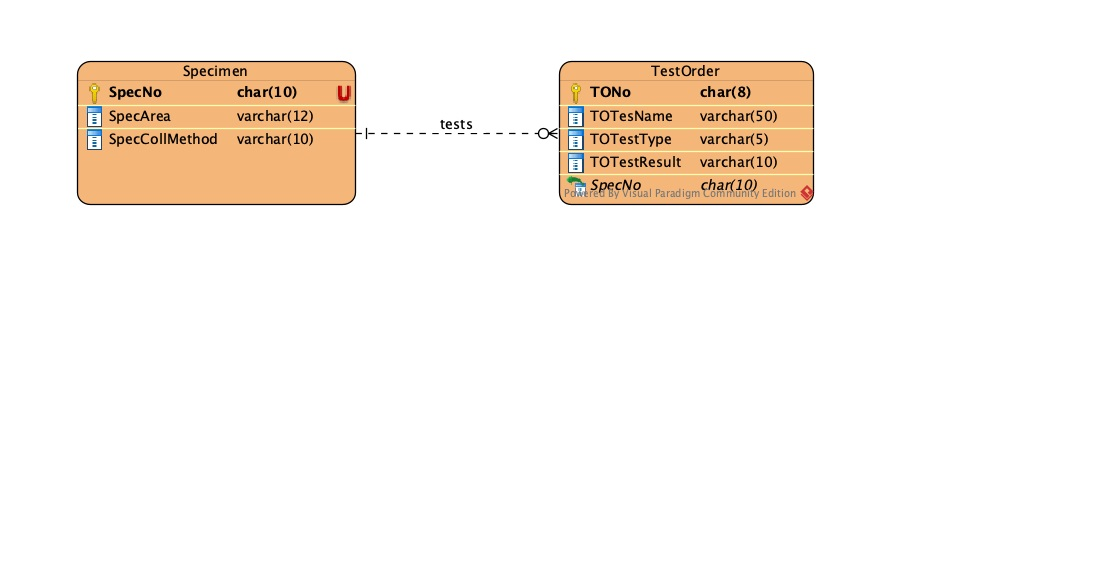 Specimen
SpecNo char(10) U
SpecArea varchar(12)
SpecCollMethod varchar(10)
tests
TestOrder
TONo char(8)
TOTesName varchar(50)
TOTestType varchar(5)
TOTestResult varchar(10)
SpecNo char(10)
Powered By Visual Paradigm Community Edition